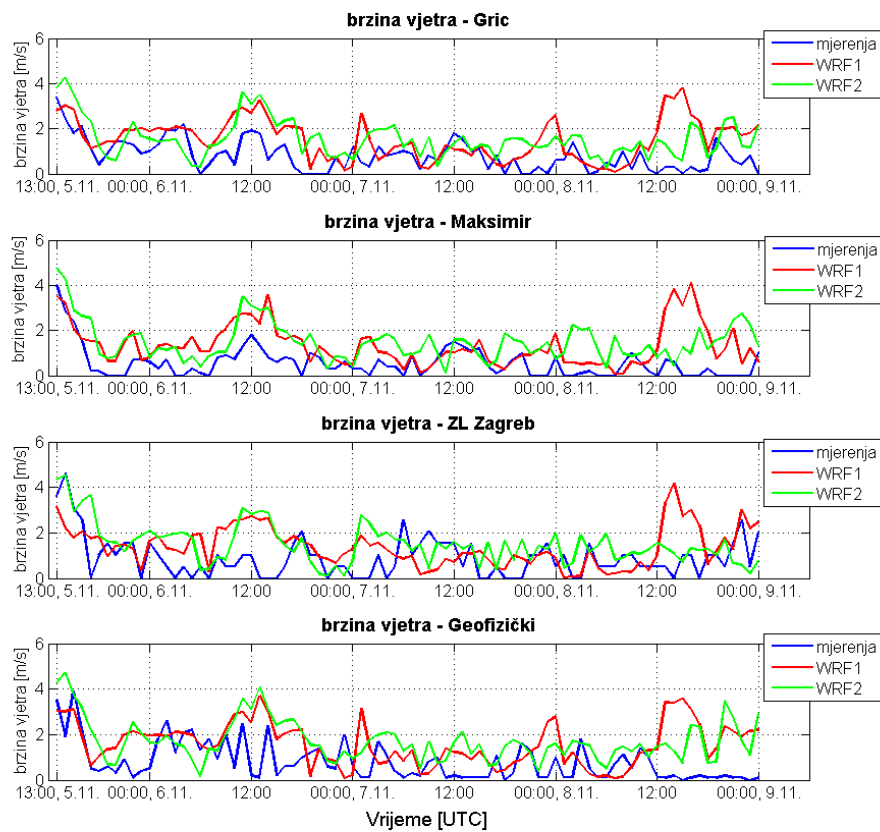 brzina vjetra - Gric
brzina vjetra [m/s]
6
4
2
0
13:00, 5.11. 00:00, 6.11. 12:00 00:00, 7.11. 12:00 00:00, 8.11. 12:00 00:00, 9.11.
mjerenja
WRF1
WRF2
brzina vjetra - Maksimir
brzina vjetra [m/s]
6
4
2
0
13:00, 5.11. 00:00, 6.11. 12:00 00:00, 7.11. 12:00 00:00, 8.11. 12:00 00:00, 9.11.
mjerenja
WRF1
WRF2
brzina vjetra - ZL Zagreb
brzina vjetra [m/s]
6
4
2
0
13:00, 5.11. 00:00, 6.11. 12:00 00:00, 7.11. 12:00 00:00, 8.11. 12:00 00:00, 9.11.
mjerenja
WRF1
WRF2
brzina vjetra - Geofizički
brzina vjetra [m/s]
6
4
2
0
13:00, 5.11. 00:00, 6.11. 12:00 00:00, 7.11. 12:00 00:00, 8.11. 12:00 00:00, 9.11.
mjerenja
WRF1
WRF2
Vrijeme [UTC]